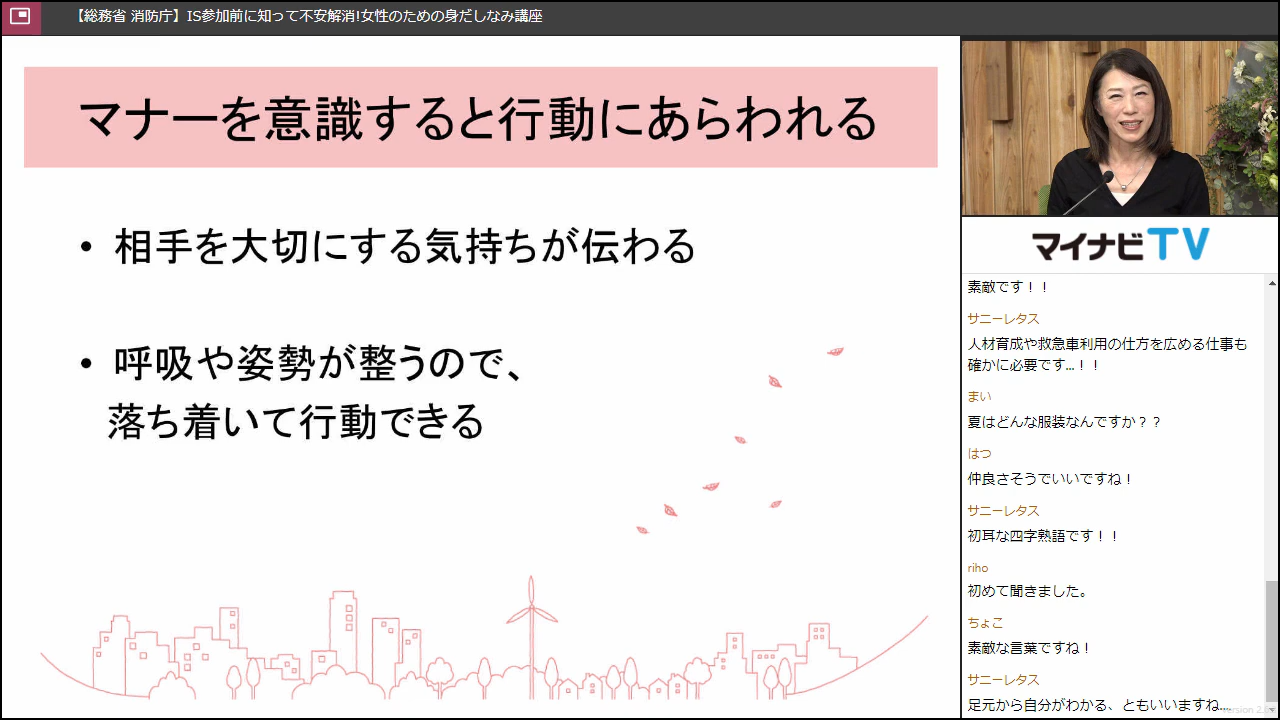 【総務省 消防庁】IS参加前に知って不安解消!女性のための身だしなみ講座
マナーを意識すると行動にあらわれる
• 相手を大切にする気持ちが伝わる
• 呼吸や姿勢が整うので、
落ち着いて行動できる
マイナビTV
素敵です！！
サニーレタス
人材育成や救急車利用の仕方を広める仕事も
確かに必要です...！！
まい
夏はどんな服装なんですか？？
はつ
仲良さそうでいいですね！
サニーレタス
初耳な四字熟語です！！
riho
初めて聞きました。
ちょこ
素敵な言葉ですね！
サニーレタス
足元から自分がわかる、ともいいますね...